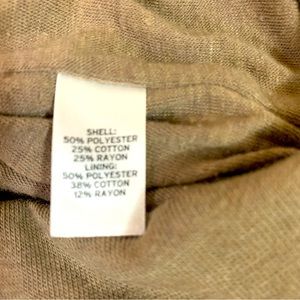 SHELL:
50% POLYESTER
25% COTTON
25% RAYON
LINING:
50% POLYESTER
38% COTTON
12% RAYON